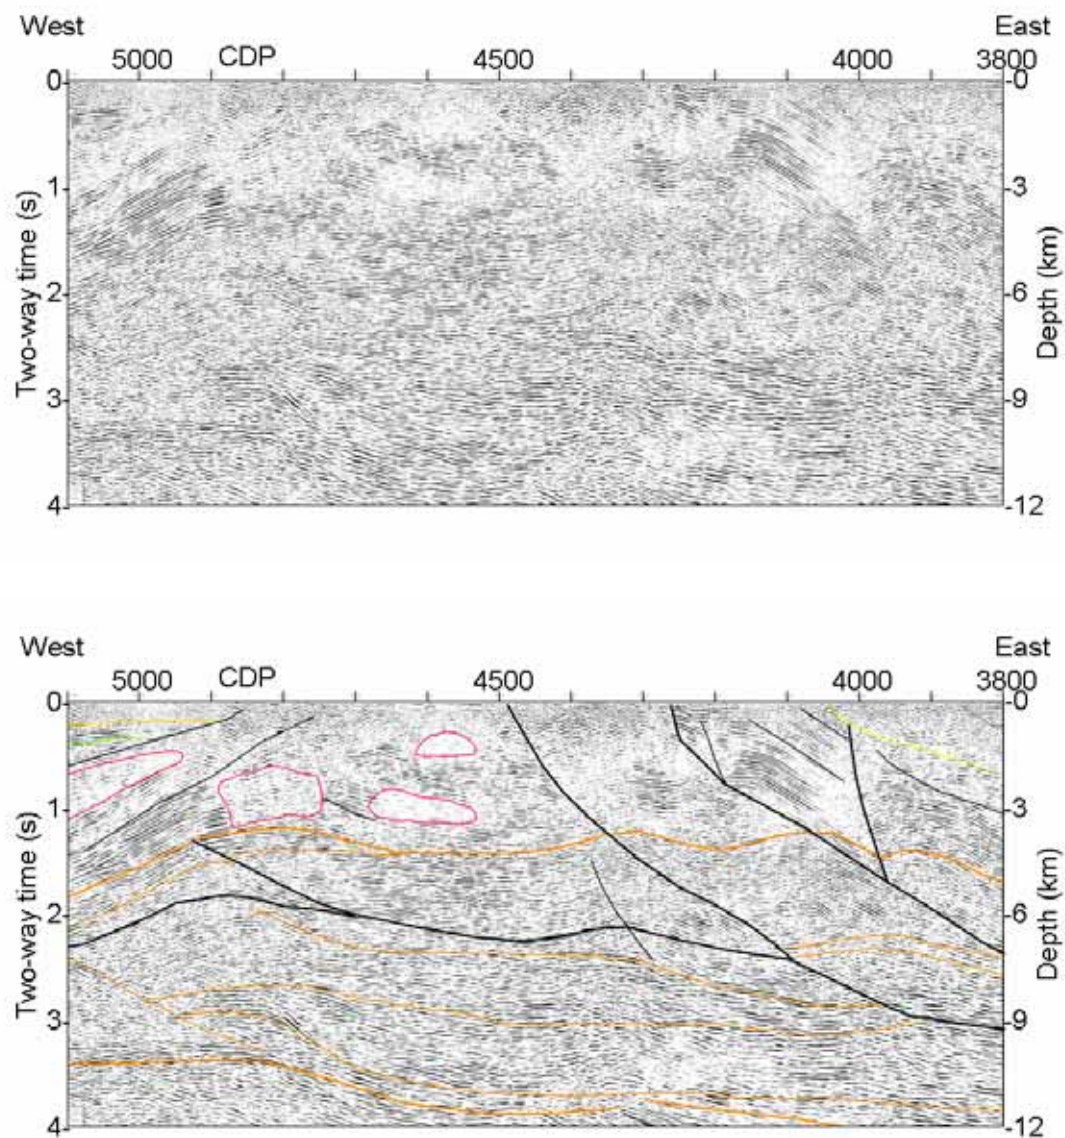 West East
5000 CDP 4500 4000 3800
0 -0
1 -3
2 -6
3 -9
4 -12
Two-way time (s)
Depth (km)
West East
5000 CDP 4500 4000 3800
0 -0
1 -3
2 -6
3 -9
4 -12
Two-way time (s)
Depth (km)